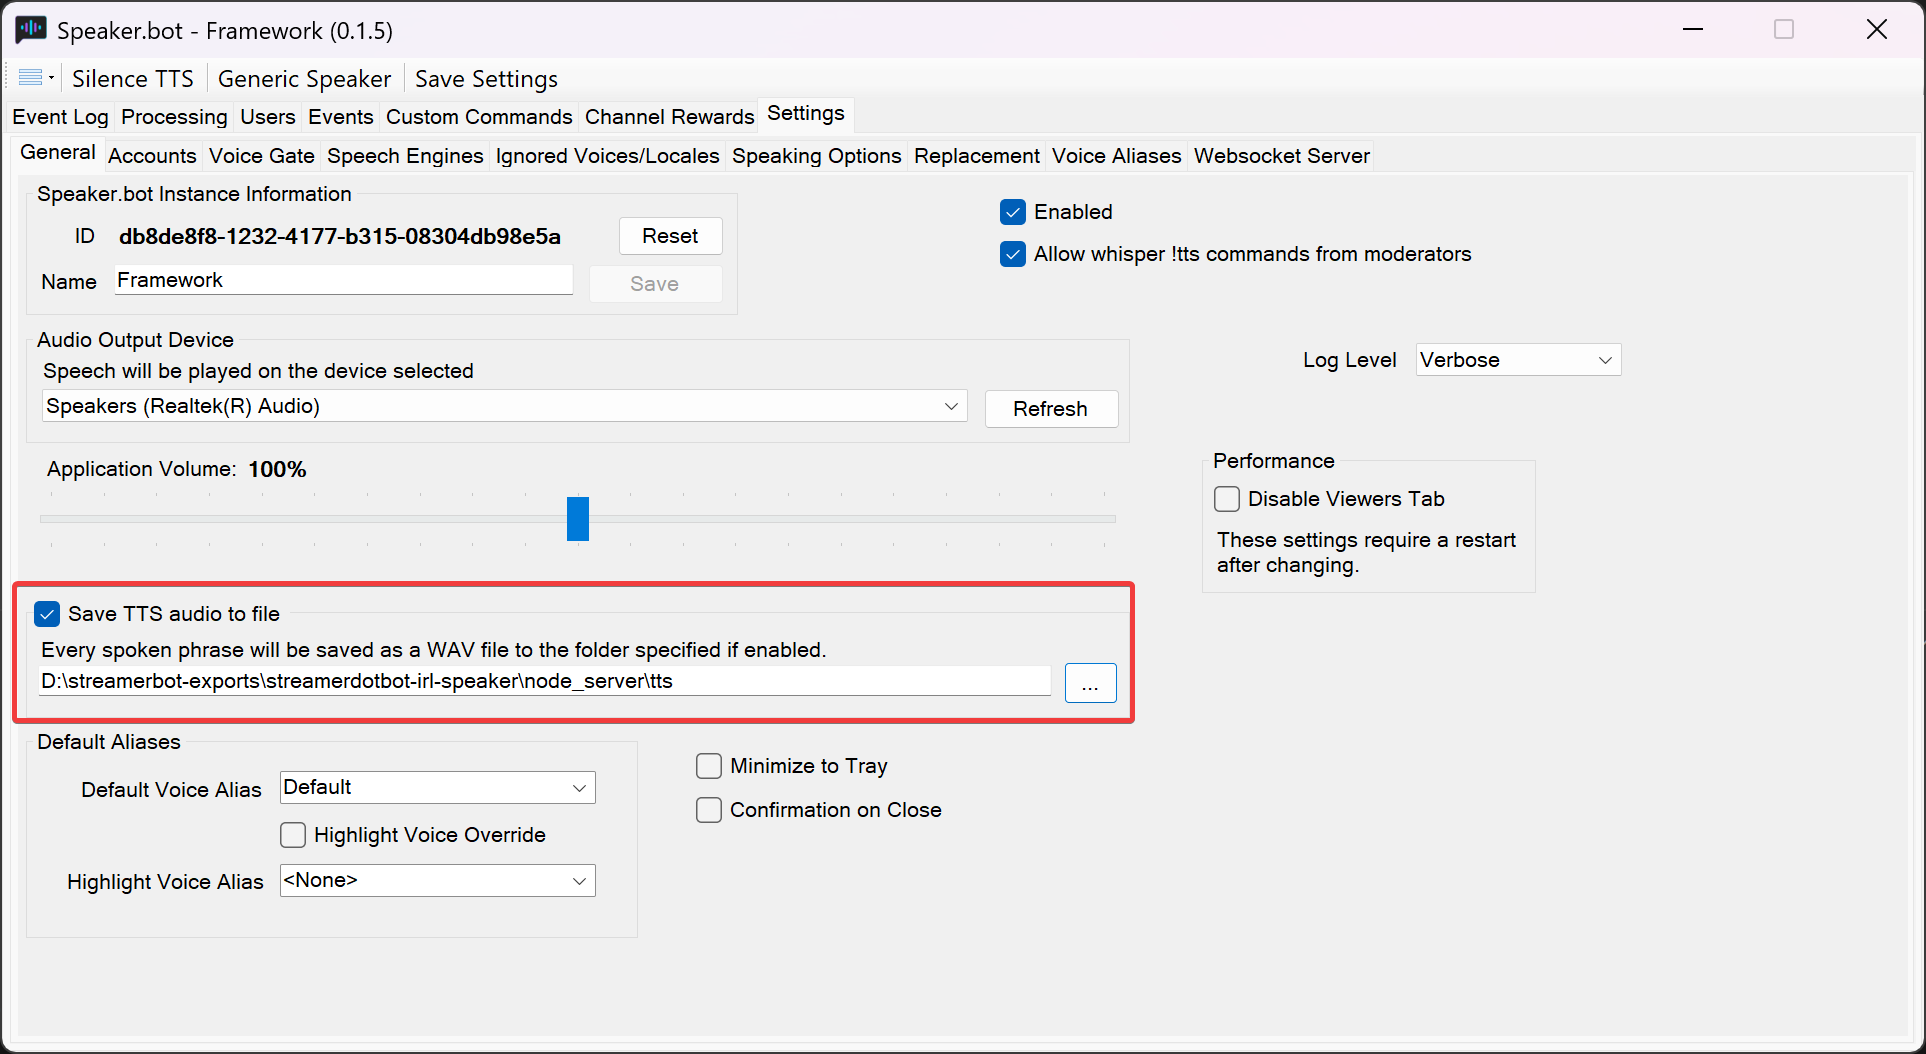 Speaker.bot - Framework (0.1.5)
Silence TTS Generic Speaker Save Settings
Event Log Processing Users Events Custom Commands Channel Rewards Settings
General Accounts Voice Gate Speech Engines Ignored Voices/Locales Speaking Options Replacement Voice Aliases Websocket Server
Speaker.bot Instance Information
ID db8de8f8-1232-4177-b315-08304db98e5a Reset
Name Framework Save
Enabled
Allow whisper !tts commands from moderators
Audio Output Device
Speech will be played on the device selected
Speakers (Realtek(R) Audio) Refresh
Log Level Verbose
Application Volume: 100%
Performance
Disable Viewers Tab
These settings require a restart
after changing.
Save TTS audio to file
Every spoken phrase will be saved as a WAV file to the folder specified if enabled.
D:\streamerbot-exports\streamerdotbot-irl-speaker\node_server\tts ...
Default Aliases
Default Voice Alias Default
Highlight Voice Override
Highlight Voice Alias <None>
Minimize to Tray
Confirmation on Close